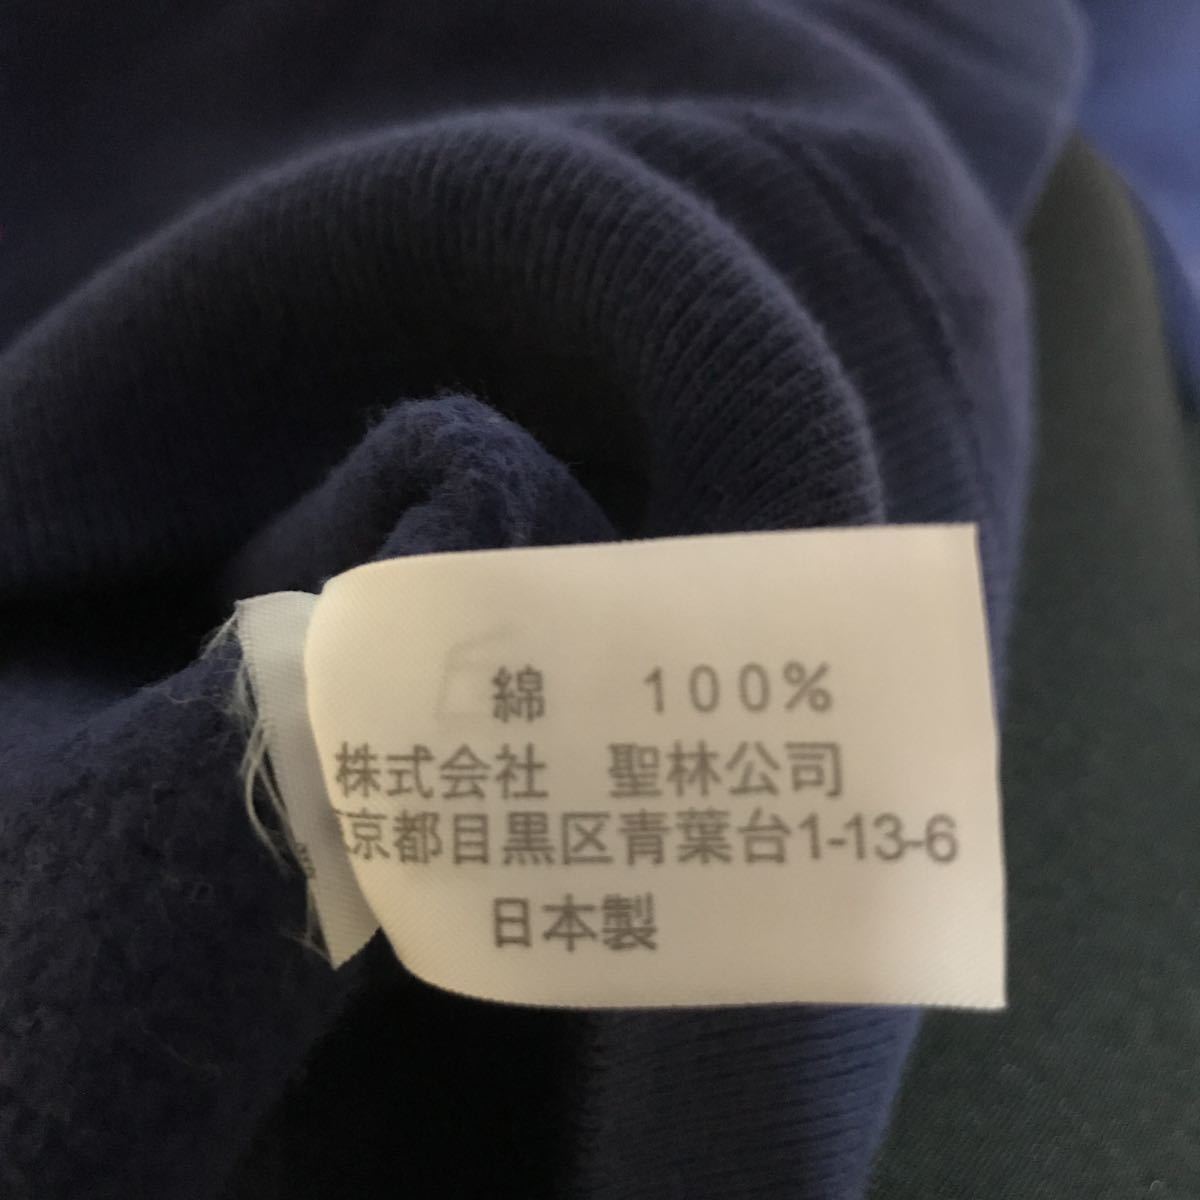 綿 100%
株式会社 聖林公司
京都目黒区青葉台1-13-6
日本製